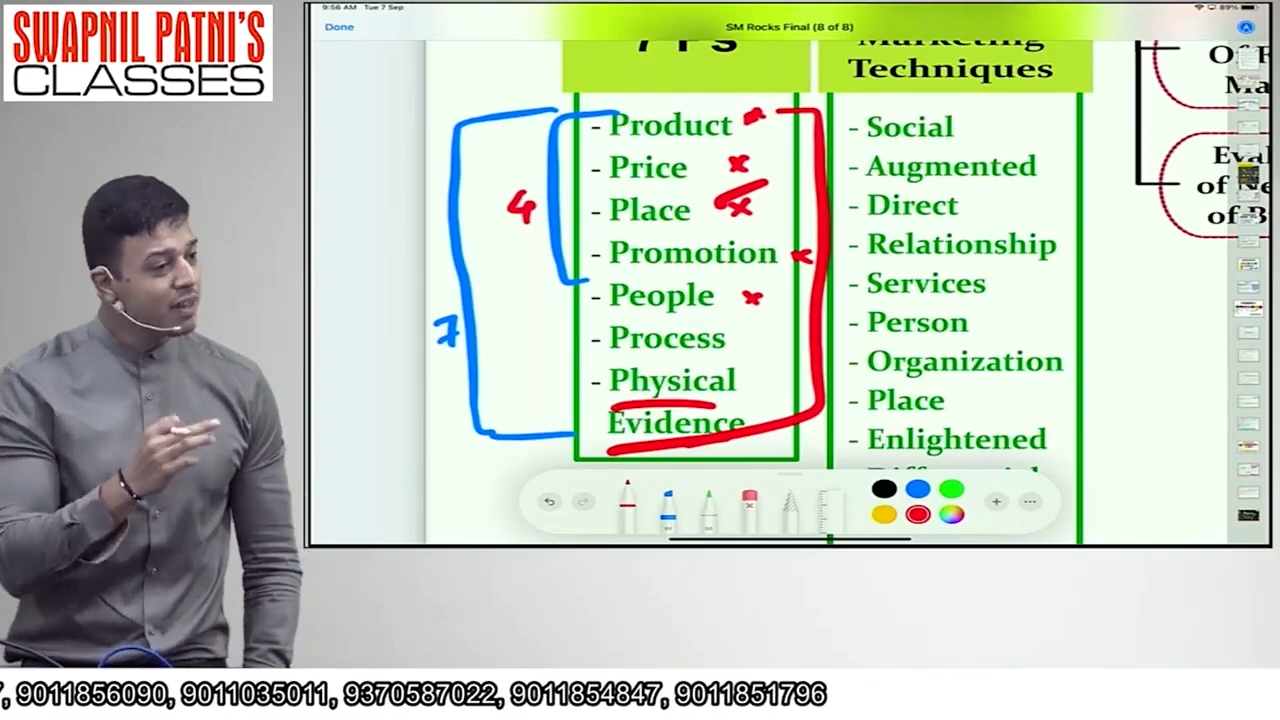 SWAPNIL PATNI'S
CLASSES
9:56 AM Tue 7 Sep
89%
Done
SM Rocks Final (8 of 8)
7 P's
Marketing
Techniques
- Product
- Price
- Place
- Promotion
- People
- Process
- Physical
Evidence
4
7
- Social
- Augmented
- Direct
- Relationship
- Services
- Person
- Organization
- Place
- Enlightened
9011856090, 9011035011, 9370587022, 9011854847, 9011851796